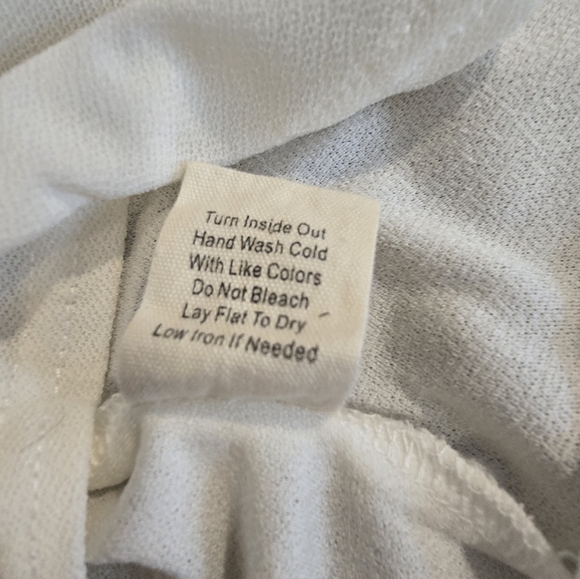 Turn Inside Out
Hand Wash Cold
With Like Colors
Do Not Bleach
Lay Flat To Dry
Low Iron If Needed